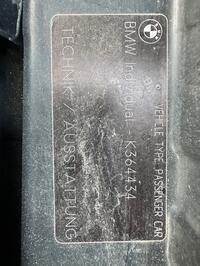 VEHICLE TYPE: PASSENGER CAR
BMW Individual K364434
TECHNIK / AUSSTATTUNG